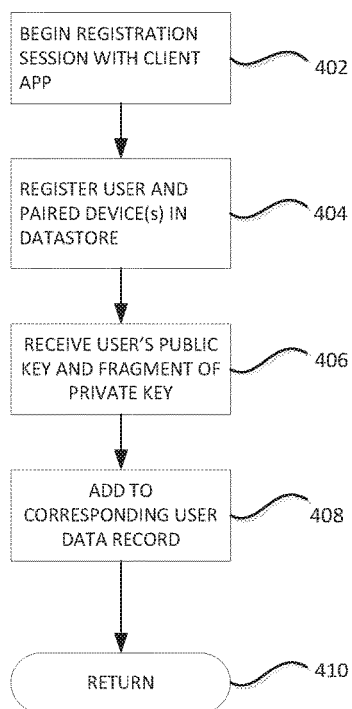 BEGIN REGISTRATION
SESSION WITH CLIENT
APP
402
REGISTER USER AND
PAIRED DEVICE(s) IN
DATASTORE
404
RECEIVE USER'S PUBLIC
KEY AND FRAGMENT OF
PRIVATE KEY
406
ADD TO
CORRESPONDING USER
DATA RECORD
408
RETURN
410